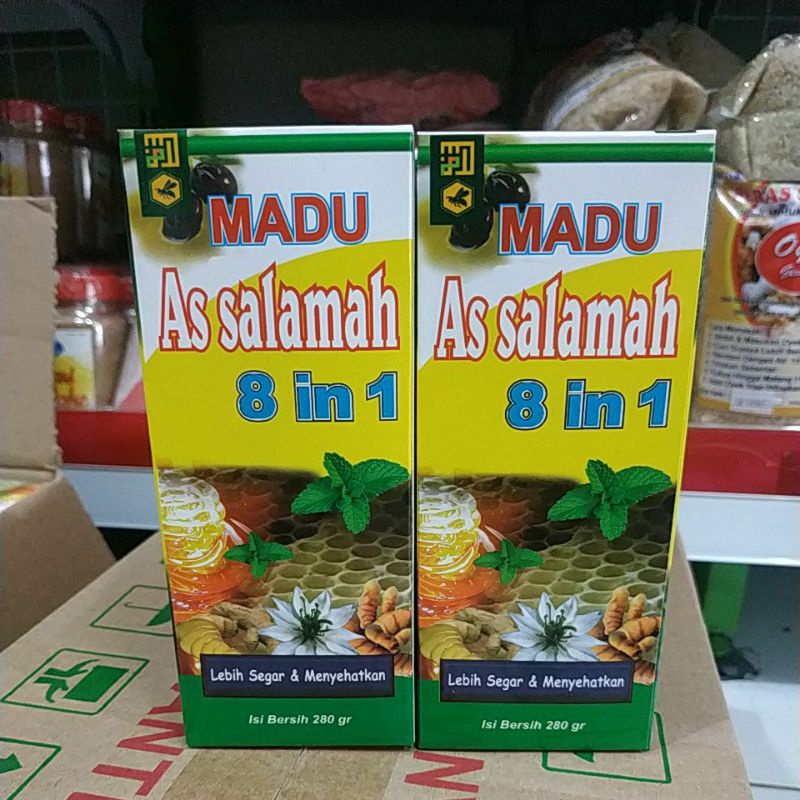 MADU
As salamah
8 in 1
Lebih Segar & Menyehatkan
Isi Bersih 280 gr
MADU
As salamah
8 in 1
Lebih Segar & Menyehatkan
Isi Bersih 280 gr